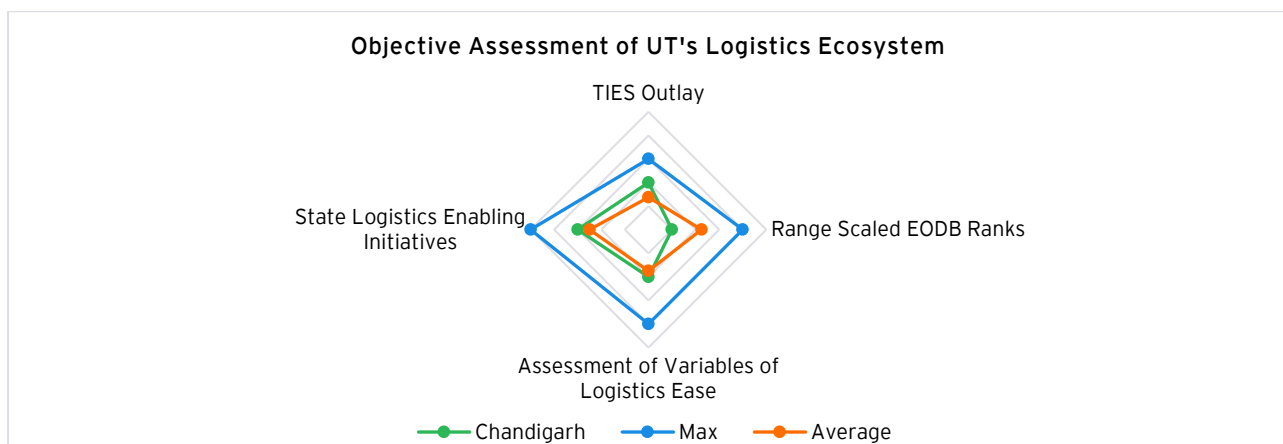 Objective Assessment of UT's Logistics Ecosystem
TIES Outlay
State Logistics Enabling
Initiatives
Range Scaled EODB Ranks
Assessment of Variables of
Logistics Ease
Chandigarh
Max
Average